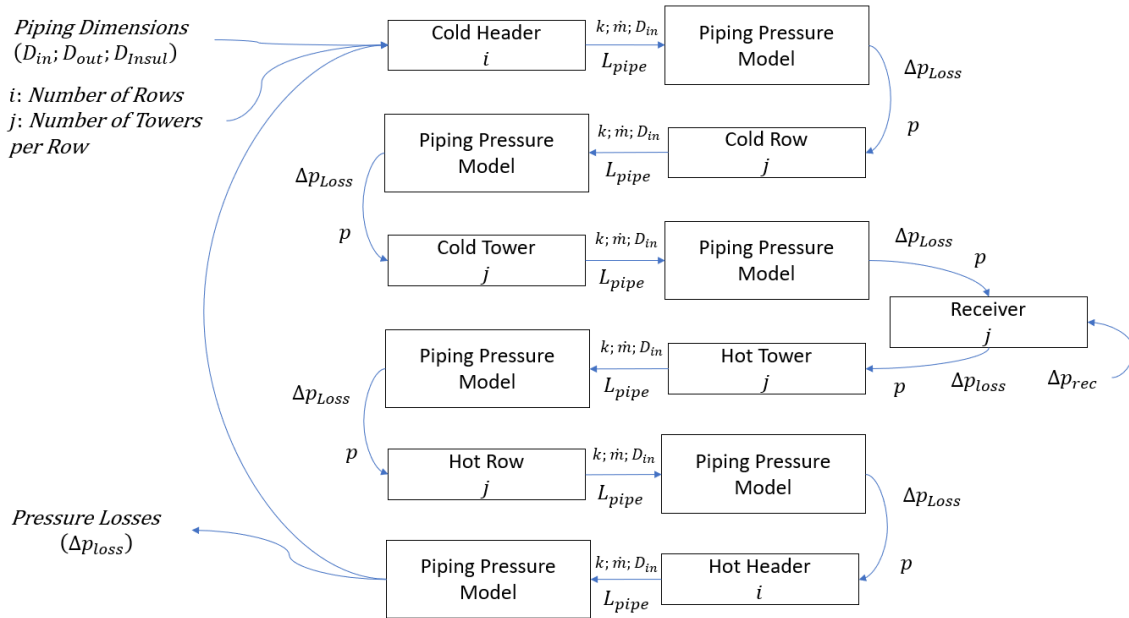 Piping Dimensions
(D_in; D_out; D_Insul)
i: Number of Rows
j: Number of Towers
per Row
Cold Header
i
k; ṁ; D_in
L_pipe
Piping Pressure
Model
Δp_Loss
p
Cold Row
j
k; ṁ; D_in
L_pipe
Piping Pressure
Model
Δp_Loss
p
Cold Tower
j
k; ṁ; D_in
L_pipe
Piping Pressure
Model
Δp_Loss
p
Receiver
j
Δp_rec
Δp_loss
p
Hot Tower
j
k; ṁ; D_in
L_pipe
Piping Pressure
Model
Δp_Loss
p
Hot Row
j
k; ṁ; D_in
L_pipe
Piping Pressure
Model
Δp_Loss
p
Hot Header
i
k; ṁ; D_in
L_pipe
Piping Pressure
Model
Pressure Losses
(Δp_loss)